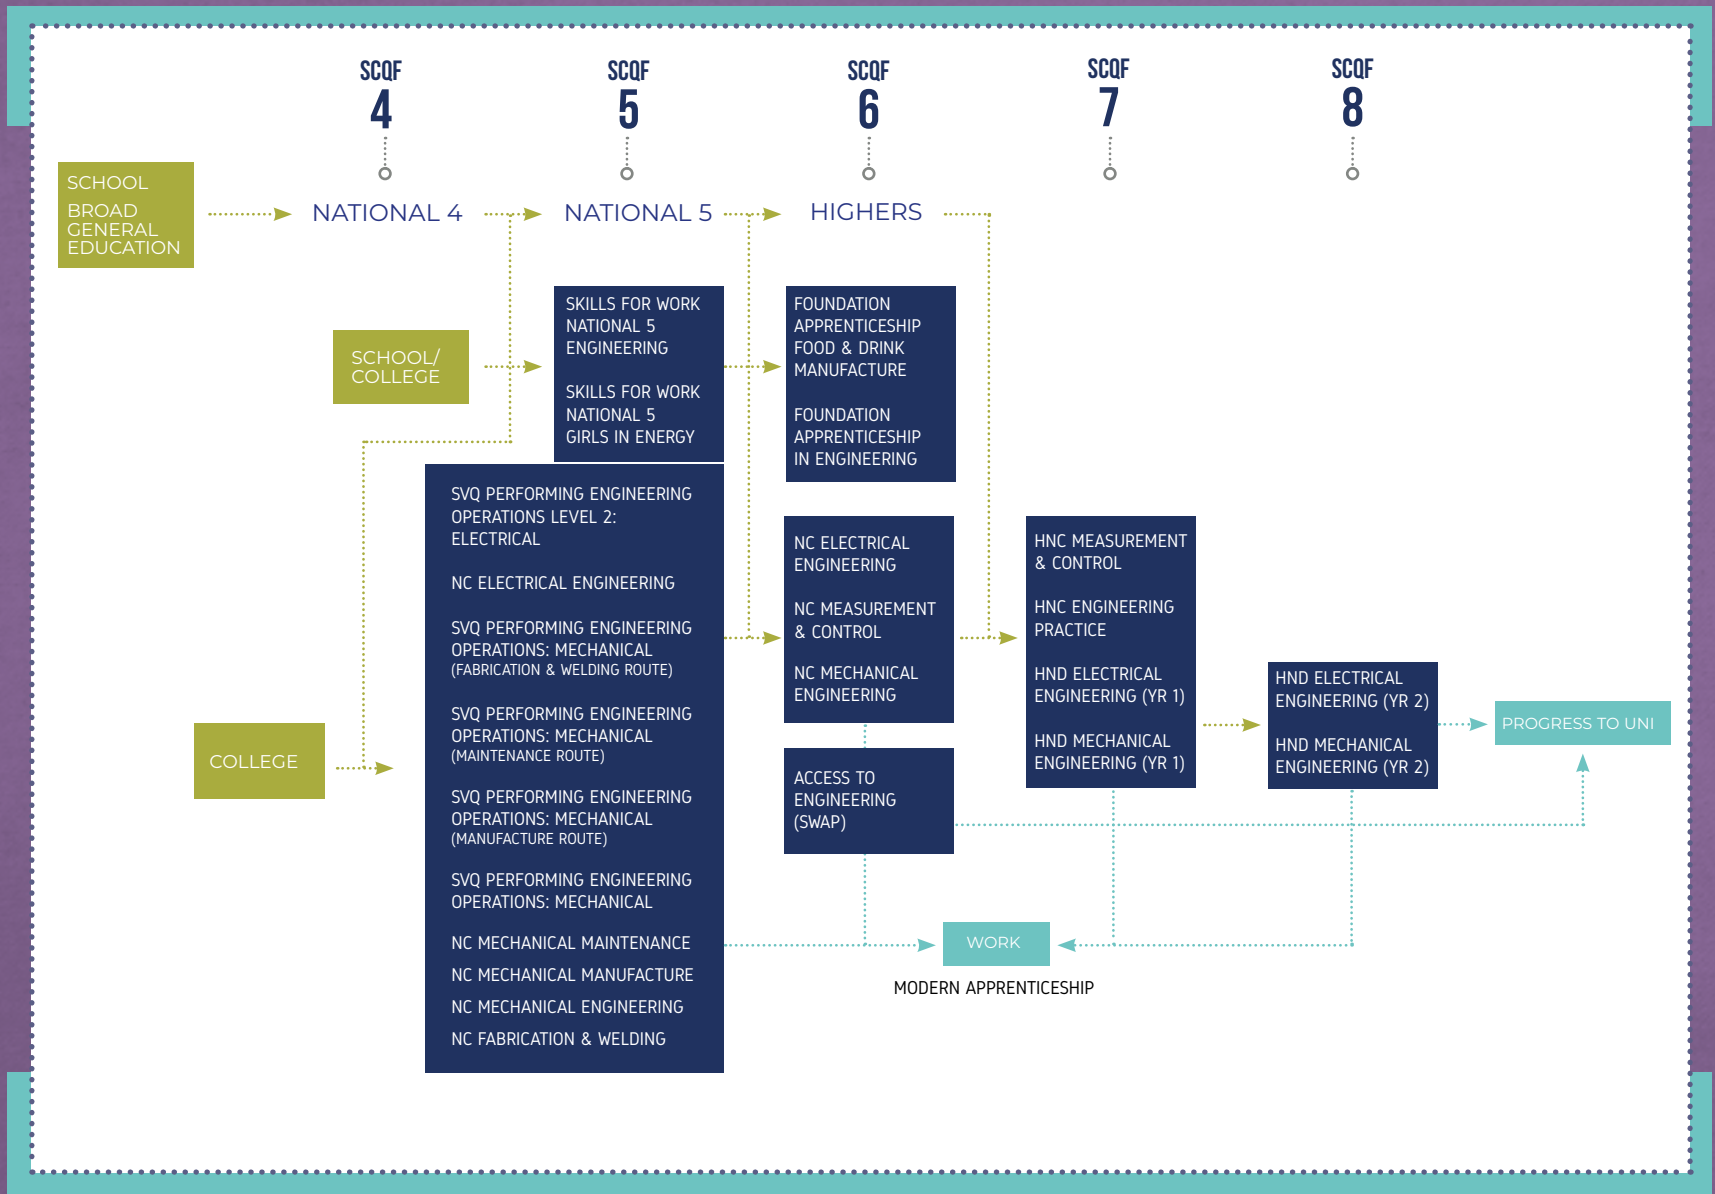 SCQF
4
SCQF
5
SCQF
6
SCQF
7
SCQF
8
SCHOOL
BROAD
GENERAL
EDUCATION
NATIONAL 4
NATIONAL 5
HIGHERS
SCHOOL/
COLLEGE
SKILLS FOR WORK
NATIONAL 5
ENGINEERING
SKILLS FOR WORK
NATIONAL 5
GIRLS IN ENERGY
FOUNDATION
APPRENTICESHIP
FOOD & DRINK
MANUFACTURE
FOUNDATION
APPRENTICESHIP
IN ENGINEERING
COLLEGE
SVQ PERFORMING ENGINEERING
OPERATIONS LEVEL 2:
ELECTRICAL
NC ELECTRICAL ENGINEERING
SVQ PERFORMING ENGINEERING
OPERATIONS: MECHANICAL
(FABRICATION & WELDING ROUTE)
SVQ PERFORMING ENGINEERING
OPERATIONS: MECHANICAL
(MAINTENANCE ROUTE)
SVQ PERFORMING ENGINEERING
OPERATIONS: MECHANICAL
(MANUFACTURE ROUTE)
SVQ PERFORMING ENGINEERING
OPERATIONS: MECHANICAL
NC MECHANICAL MAINTENANCE
NC MECHANICAL MANUFACTURE
NC MECHANICAL ENGINEERING
NC FABRICATION & WELDING
NC ELECTRICAL
ENGINEERING
NC MEASUREMENT
& CONTROL
NC MECHANICAL
ENGINEERING
ACCESS TO
ENGINEERING
(SWAP)
HNC MEASUREMENT
& CONTROL
HNC ENGINEERING
PRACTICE
HND ELECTRICAL
ENGINEERING (YR 1)
HND MECHANICAL
ENGINEERING (YR 1)
HND ELECTRICAL
ENGINEERING (YR 2)
HND MECHANICAL
ENGINEERING (YR 2)
PROGRESS TO UNI
WORK
MODERN APPRENTICESHIP